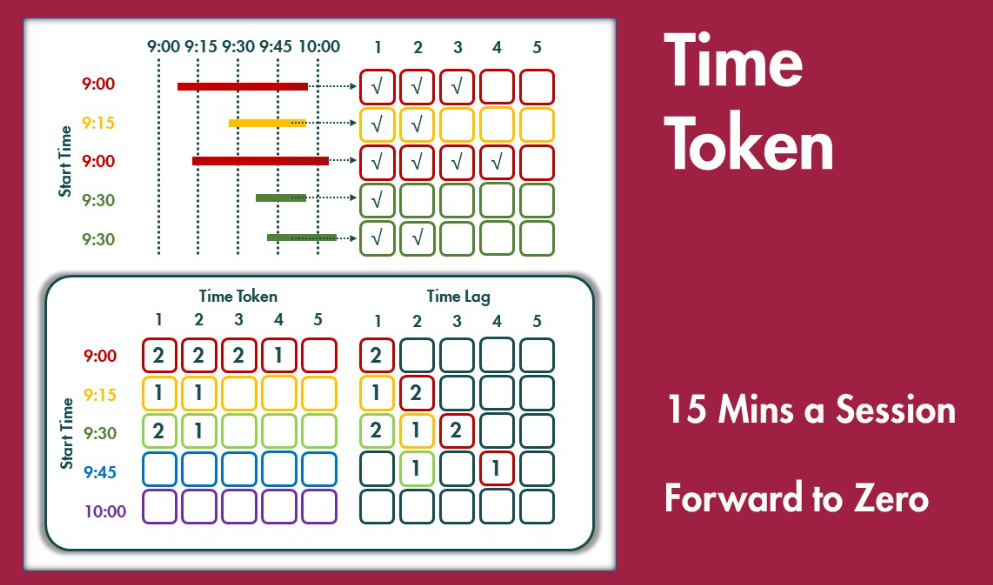 9:00 9:15 9:30 9:45 10:00 1 2 3 4 5
Start Time
9:00 √ √ √
9:15 √ √
9:00 √ √ √ √
9:30 √
9:30 √ √
Time Token Time Lag
1 2 3 4 5 1 2 3 4 5
Start Time
9:00 2 2 2 1 2
9:15 1 1 1 2
9:30 2 1 2 1 2
9:45 1 1
10:00
Time
Token
15 Mins a Session
Forward to Zero